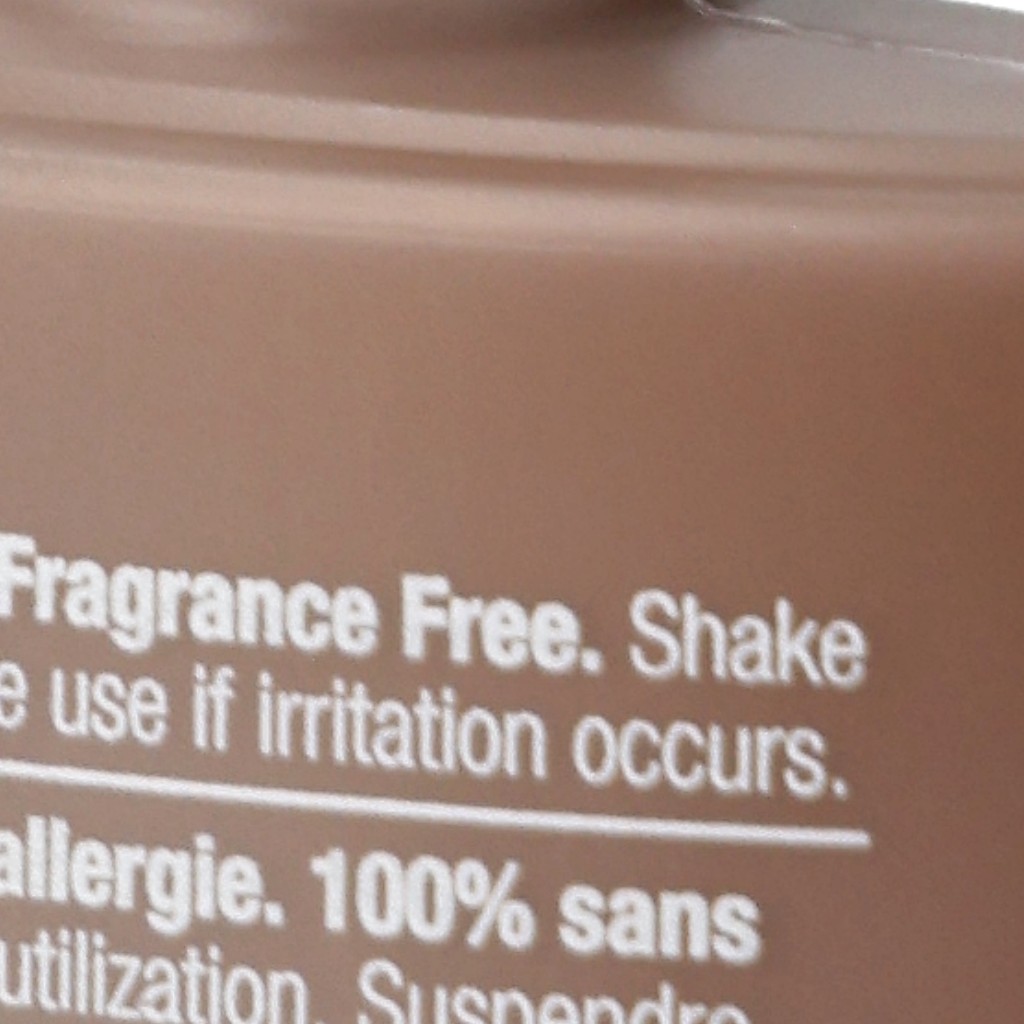 Fragrance Free. Shake
e use if irritation occurs.
allergie. 100% sans
utilization. Suspendre